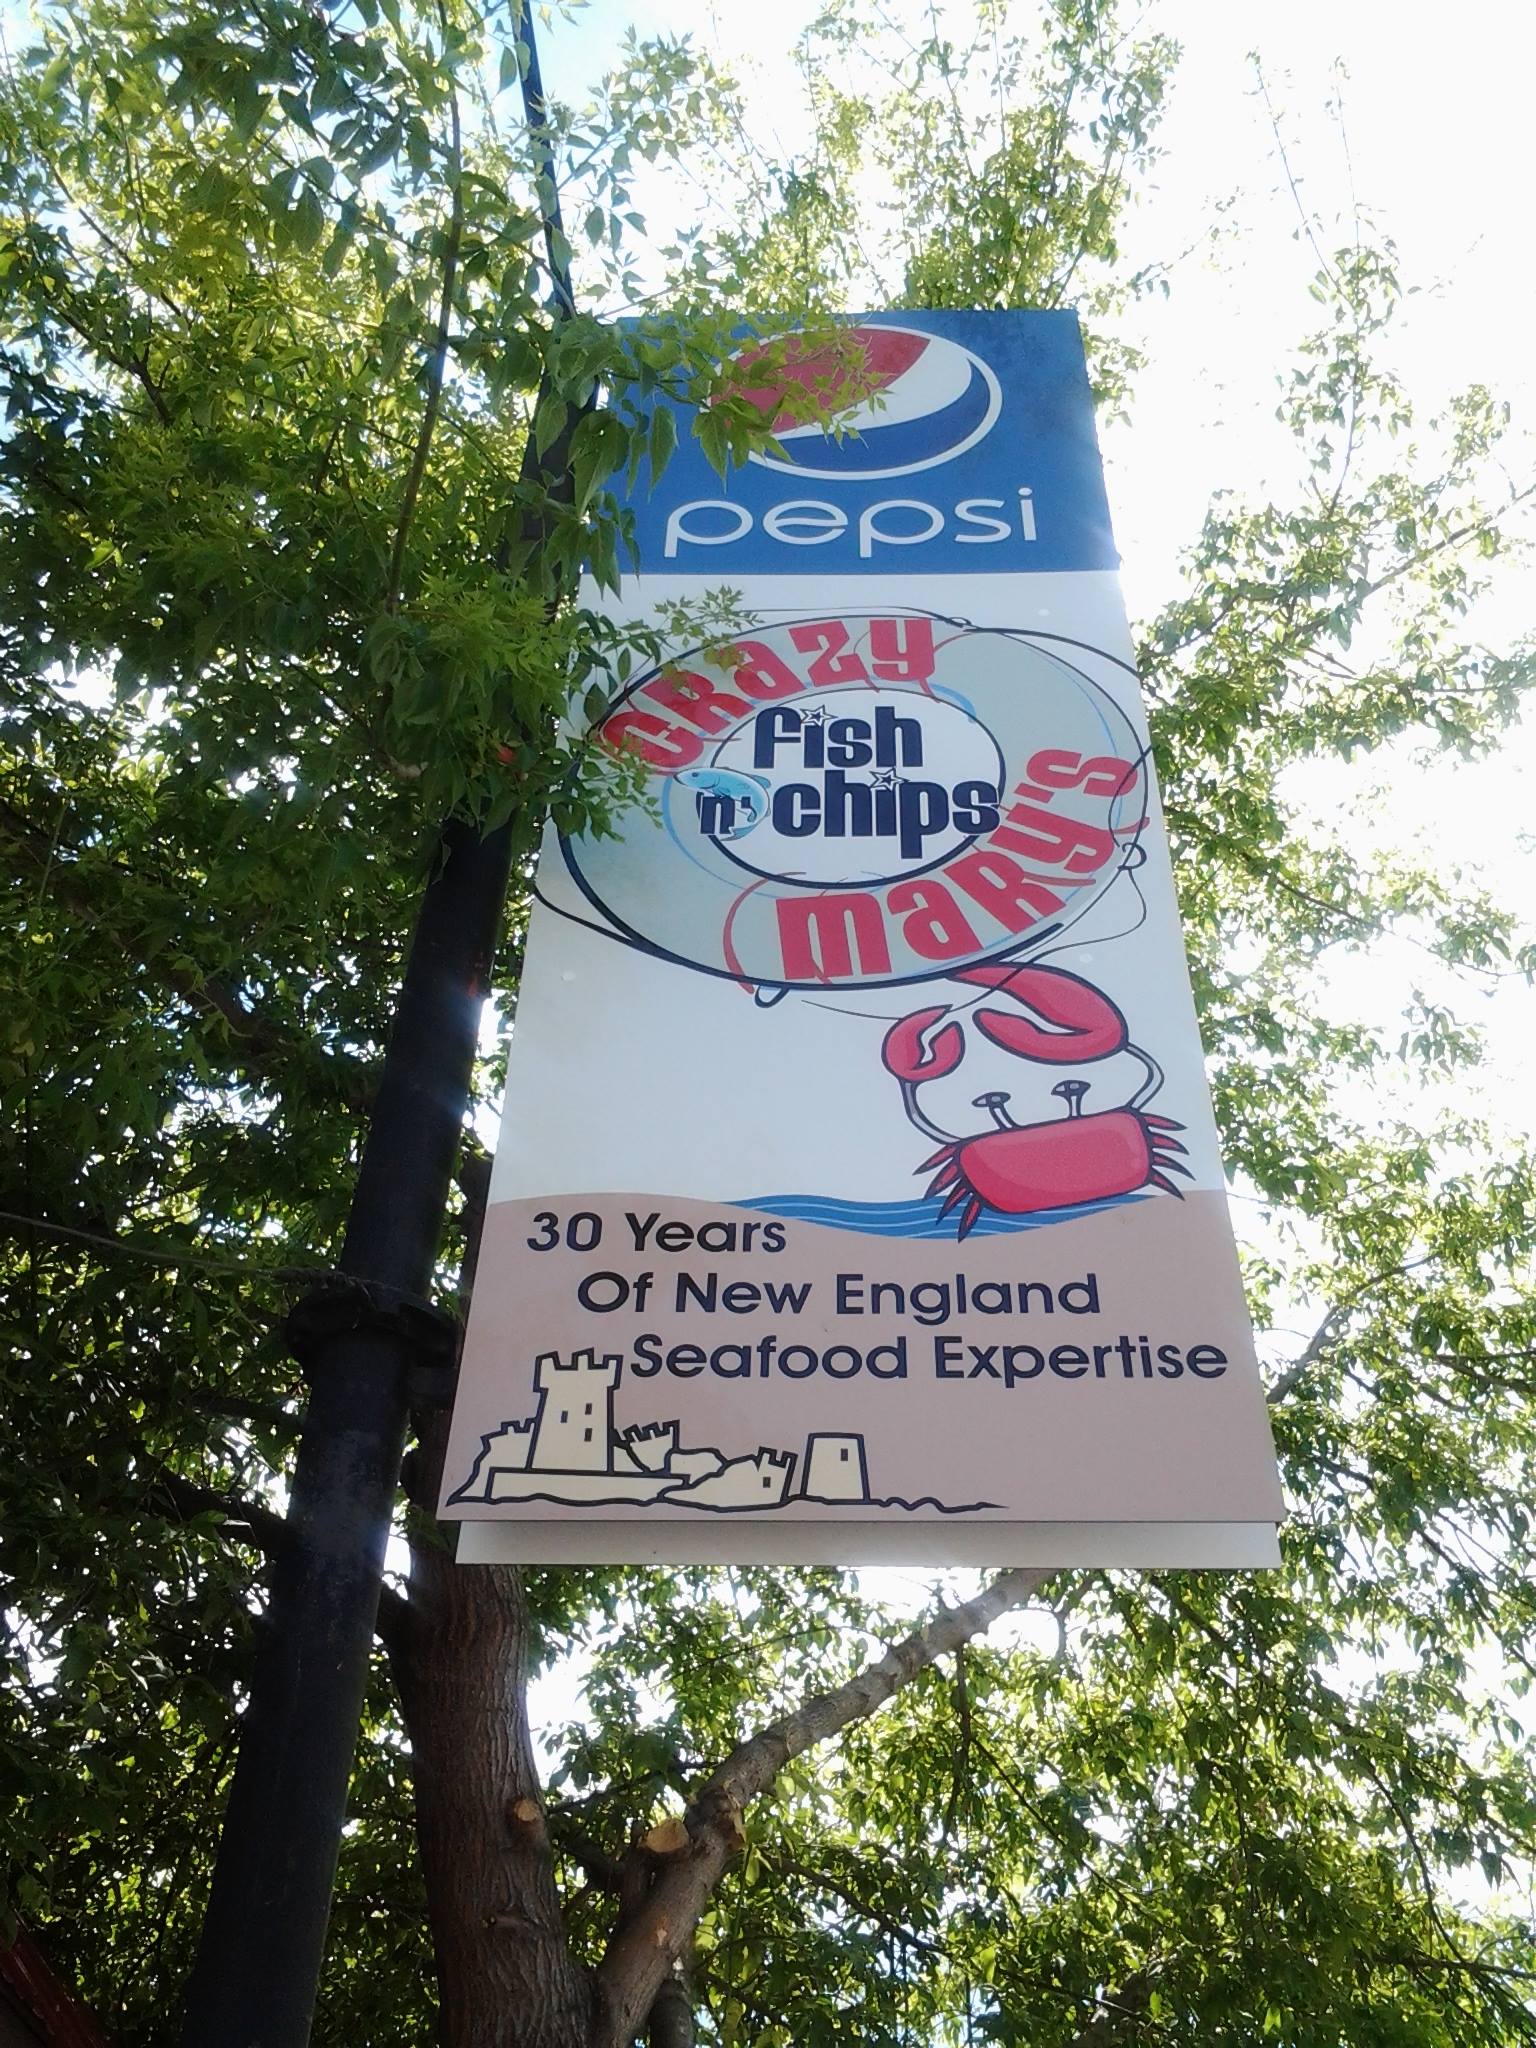 pepsi
CRazy
fish
'n' chips
maRy's
30 Years
Of New England
Seafood Expertise